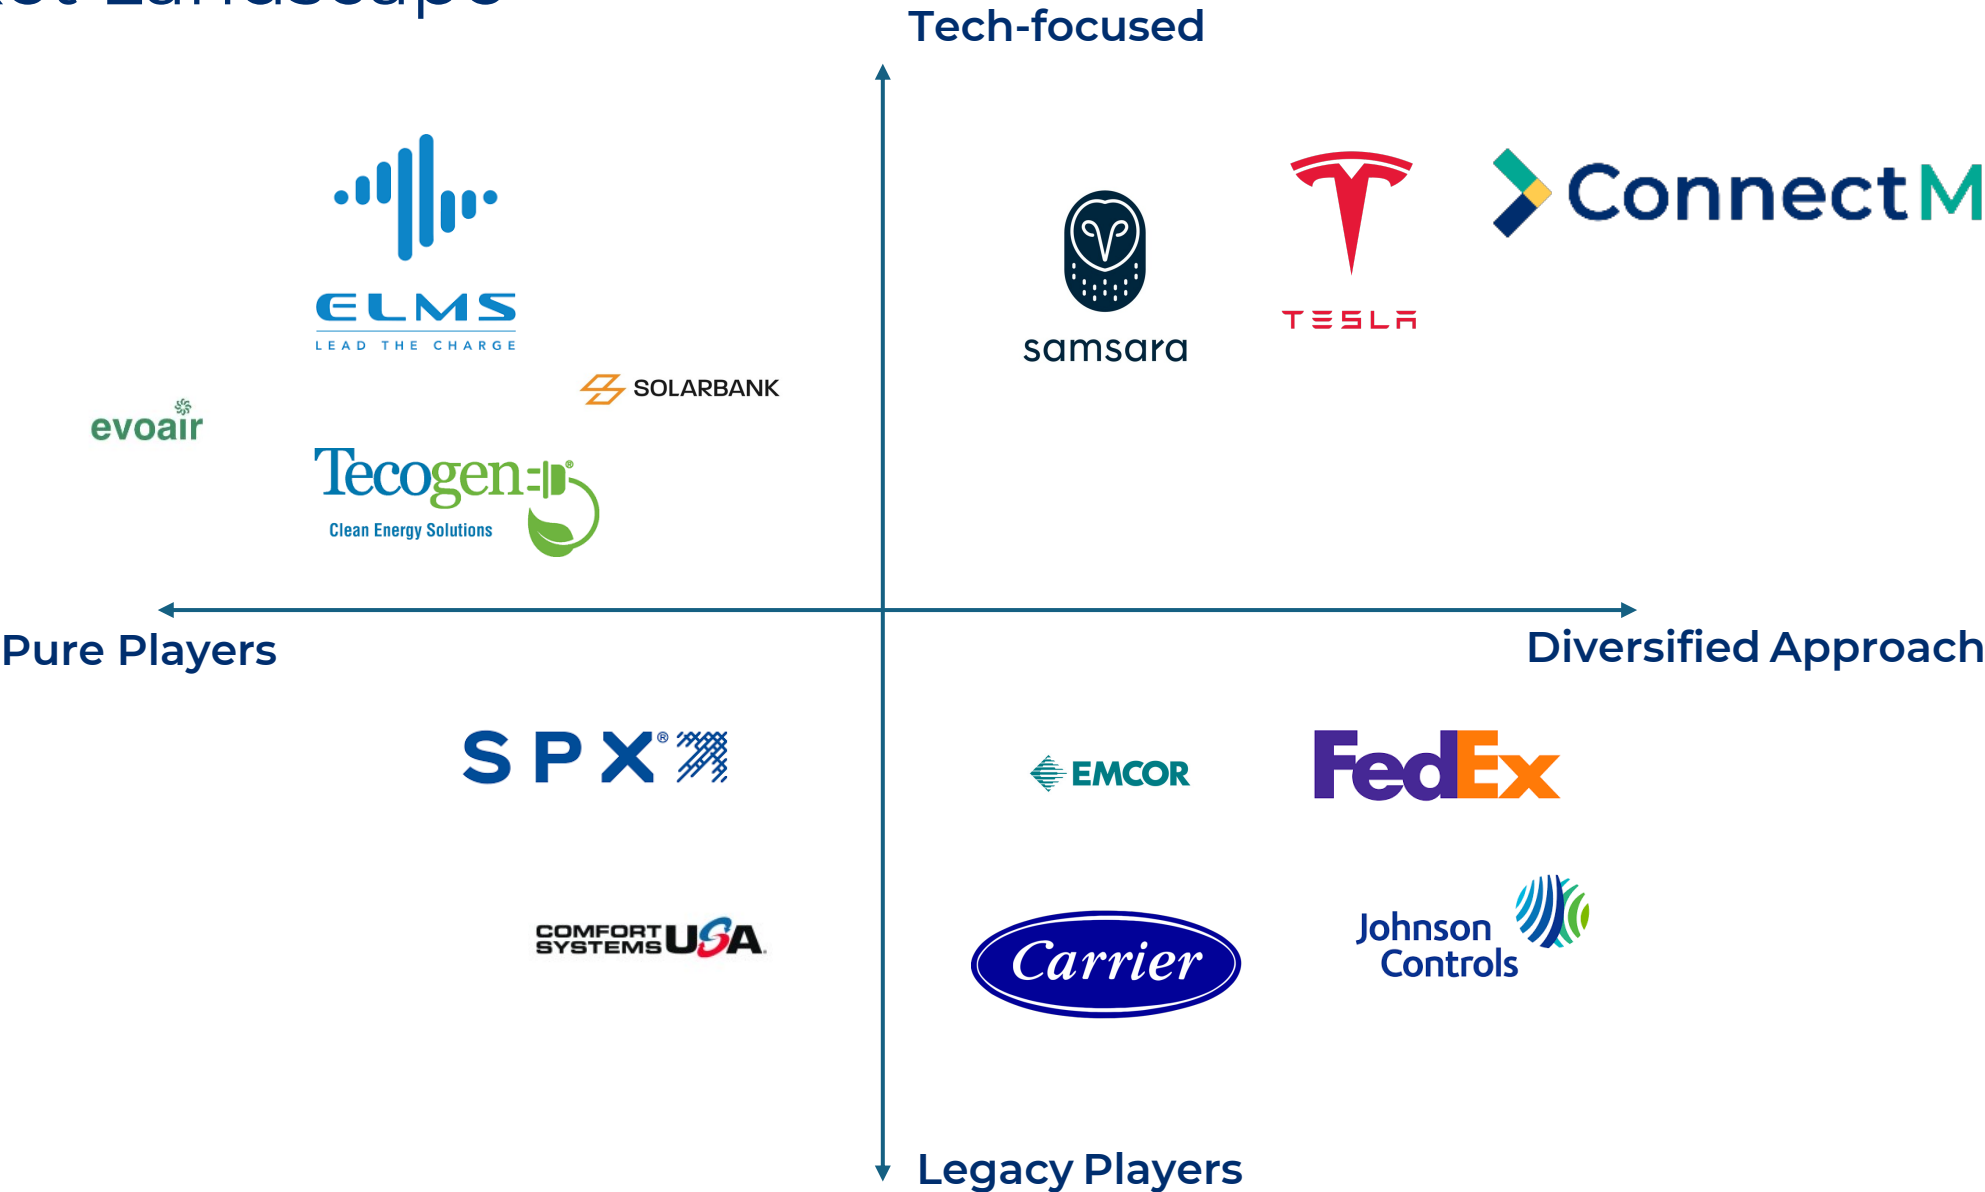 Landscape
Tech-focused
ELMS
LEAD THE CHARGE
samsara
TESLA
ConnectM
SOLARBANK
evoair
Tecogen®
Clean Energy Solutions
Pure Players
Diversified Approach
SPX®
EMCOR
FedEx
COMFORT
SYSTEMS USA
Carrier
Johnson
Controls
Legacy Players